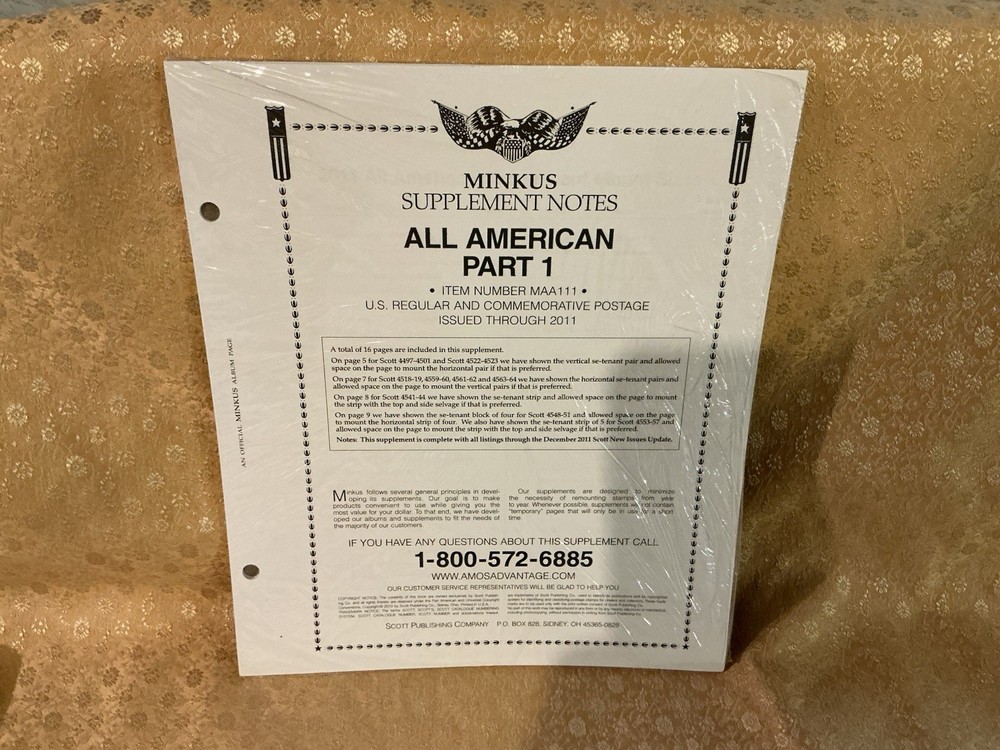 MINKUS
SUPPLEMENT NOTES
ALL AMERICAN
PART 1
• ITEM NUMBER MAA111 •
U.S. REGULAR AND COMMEMORATIVE POSTAGE
ISSUED THROUGH 2011
A total of 16 pages are included in this supplement.
On page 5 for Scott 4497-4501 and Scott 4522-4523 we have shown the vertical se-tenant pair and allowed
space on the page to mount the horizontal pair if that is preferred.
On page 7 for Scott 4518-19, 4559-60, 4561-62 and 4563-64 we have shown the horizontal se-tenant pairs and
allowed space on the page to mount the vertical pairs if that is preferred.
On page 8 for Scott 4541-44 we have shown the se-tenant strip and allowed space on the page to mount
the strip with the top and side selvage if that is preferred.
On page 9 we have shown the se-tenant block of four for Scott 4548-51 and allowed space on the page
to mount the horizontal strip of four. We also have shown the se-tenant strip of 5 for Scott 4553-57 and
allowed space on the page to mount the strip with the top and side selvage if that is preferred.
Notes: This supplement is complete with all listings through the December 2011 Scott New Issues Update.
AN OFFICIAL MINKUS ALBUM PAGE
Minkus follows several general principles in devel-
oping its supplements. Our goal is to make
products convenient to use while giving you the
most value for your dollar. To that end, we have devel-
oped our albums and supplements to fit the needs of
the majority of our customers.
Our supplements are designed to minimize
the necessity of remounting stamps from year
to year. Whenever possible, supplements will not contain
"temporary" pages that will only be in use for a short
time.
IF YOU HAVE ANY QUESTIONS ABOUT THIS SUPPLEMENT CALL
1-800-572-6885
WWW.AMOSADVANTAGE.COM
OUR CUSTOMER SERVICE REPRESENTATIVES WILL BE GLAD TO HELP YOU
SCOTT PUBLISHING COMPANY P.O. BOX 828, SIDNEY, OH 45365-0828